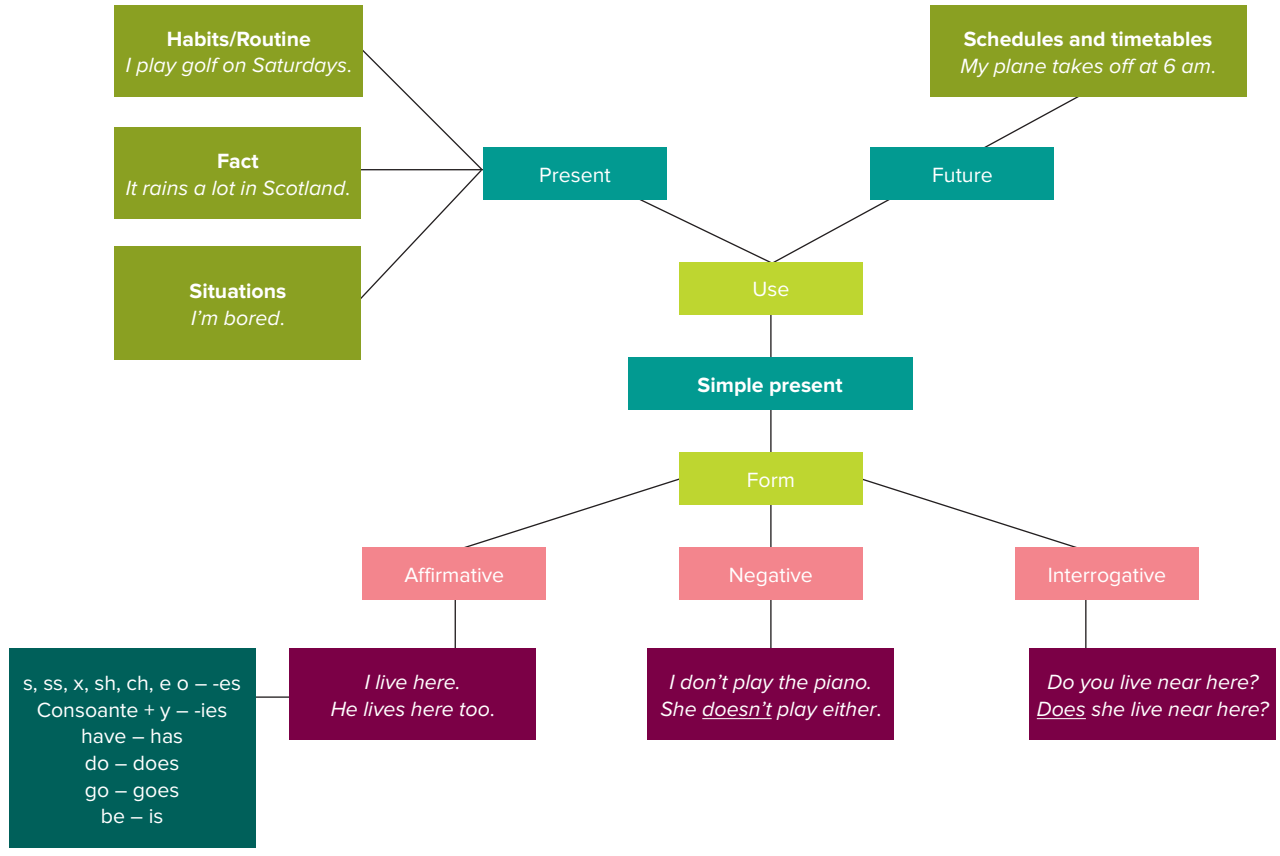 Habits/Routine
I play golf on Saturdays.
Schedules and timetables
My plane takes off at 6 am.
Fact
It rains a lot in Scotland.
Present
Future
Situations
I’m bored.
Use
Simple present
Form
Affirmative
Negative
Interrogative
s, ss, x, sh, ch, e o – -es
Consoante + y – -ies
have – has
do – does
go – goes
be – is
I live here.
He lives here too.
I don’t play the piano.
She doesn’t play either.
Do you live near here?
Does she live near here?